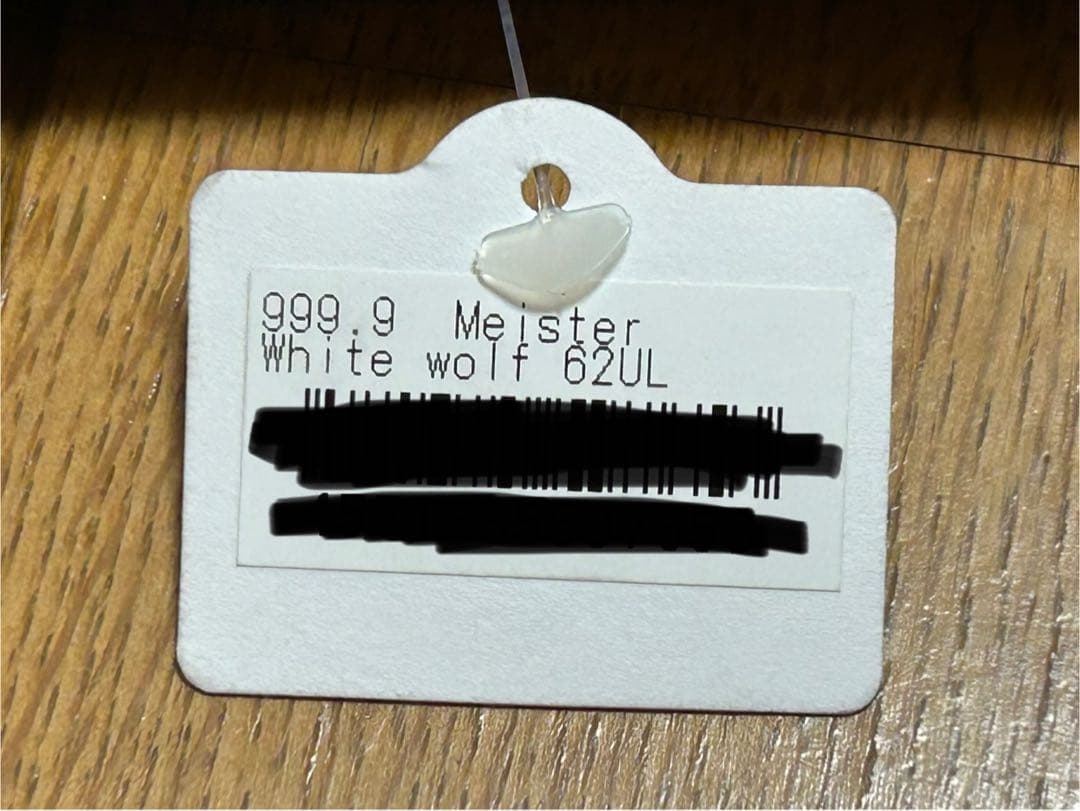 999.9 Meister
White wolf 62UL